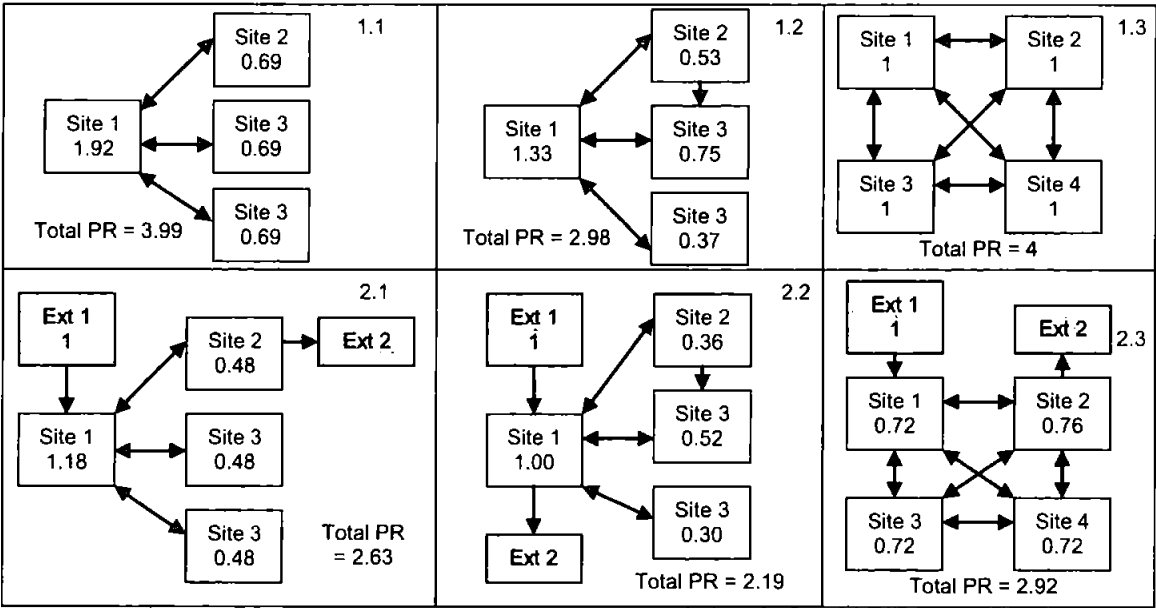 1.1
Site 2
0.69
Site 1
1.92
Site 3
0.69
Site 3
0.69
Total PR = 3.99
1.2
Site 2
0.53
Site 1
1.33
Site 3
0.75
Site 3
0.37
Total PR = 2.98
1.3
Site 1
1
Site 2
1
Site 3
1
Site 4
1
Total PR = 4
2.1
Ext 1
1
Site 2
0.48
Ext 2
Site 1
1.18
Site 3
0.48
Site 3
0.48
Total PR
= 2.63
2.2
Ext 1
1
Site 2
0.36
Site 1
1.00
Site 3
0.52
Site 3
0.30
Ext 2
Total PR = 2.19
2.3
Ext 1
1
Ext 2
Site 1
0.72
Site 2
0.76
Site 3
0.72
Site 4
0.72
Total PR = 2.92